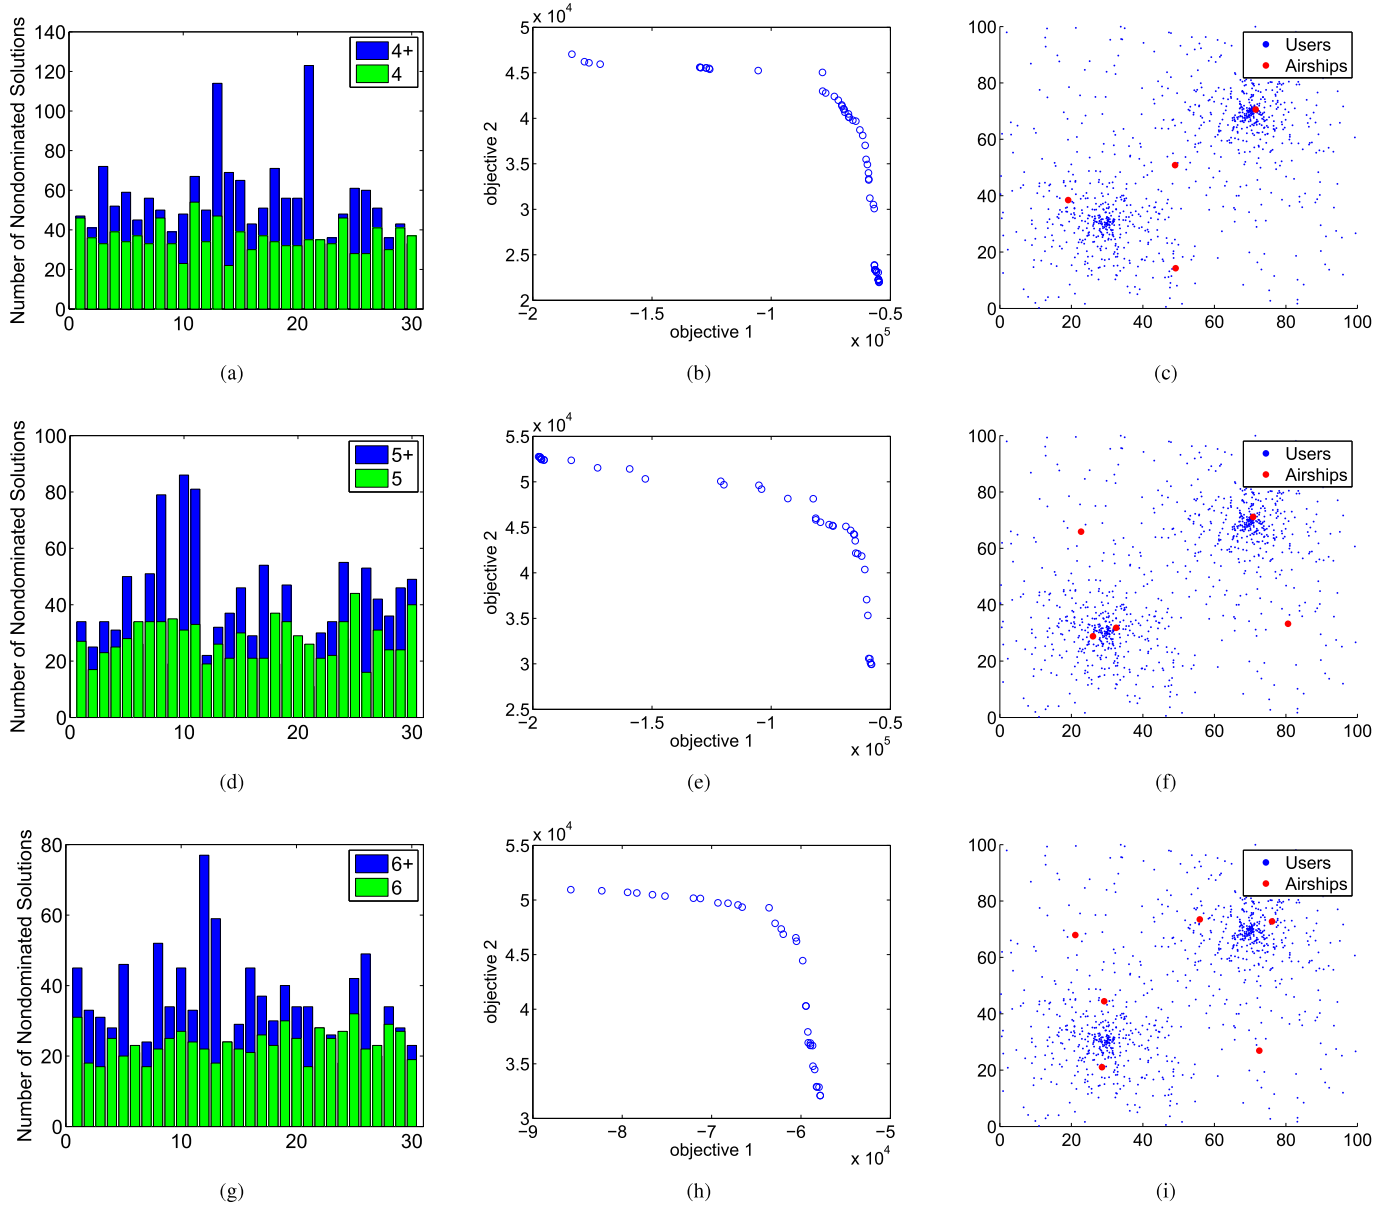 Number of Nondominated Solutions
140
120
100
80
60
40
20
0
0 10 20 30
4+
4
(a)
x 10^4
5
4.5
4
3.5
3
2.5
2
objective 2
−2 −1.5 −1 −0.5
objective 1
x 10^5
(b)
100
80
60
40
20
0
0 20 40 60 80 100
Users
Airships
(c)
Number of Nondominated Solutions
100
80
60
40
20
0
0 10 20 30
5+
5
(d)
x 10^4
5.5
5
4.5
4
3.5
3
2.5
objective 2
−2 −1.5 −1 −0.5
objective 1
x 10^5
(e)
100
80
60
40
20
0
0 20 40 60 80 100
Users
Airships
(f)
Number of Nondominated Solutions
80
60
40
20
0
0 10 20 30
6+
6
(g)
x 10^4
5.5
5
4.5
4
3.5
3
objective 2
−9 −8 −7 −6 −5
objective 1
x 10^4
(h)
100
80
60
40
20
0
0 20 40 60 80 100
Users
Airships
(i)